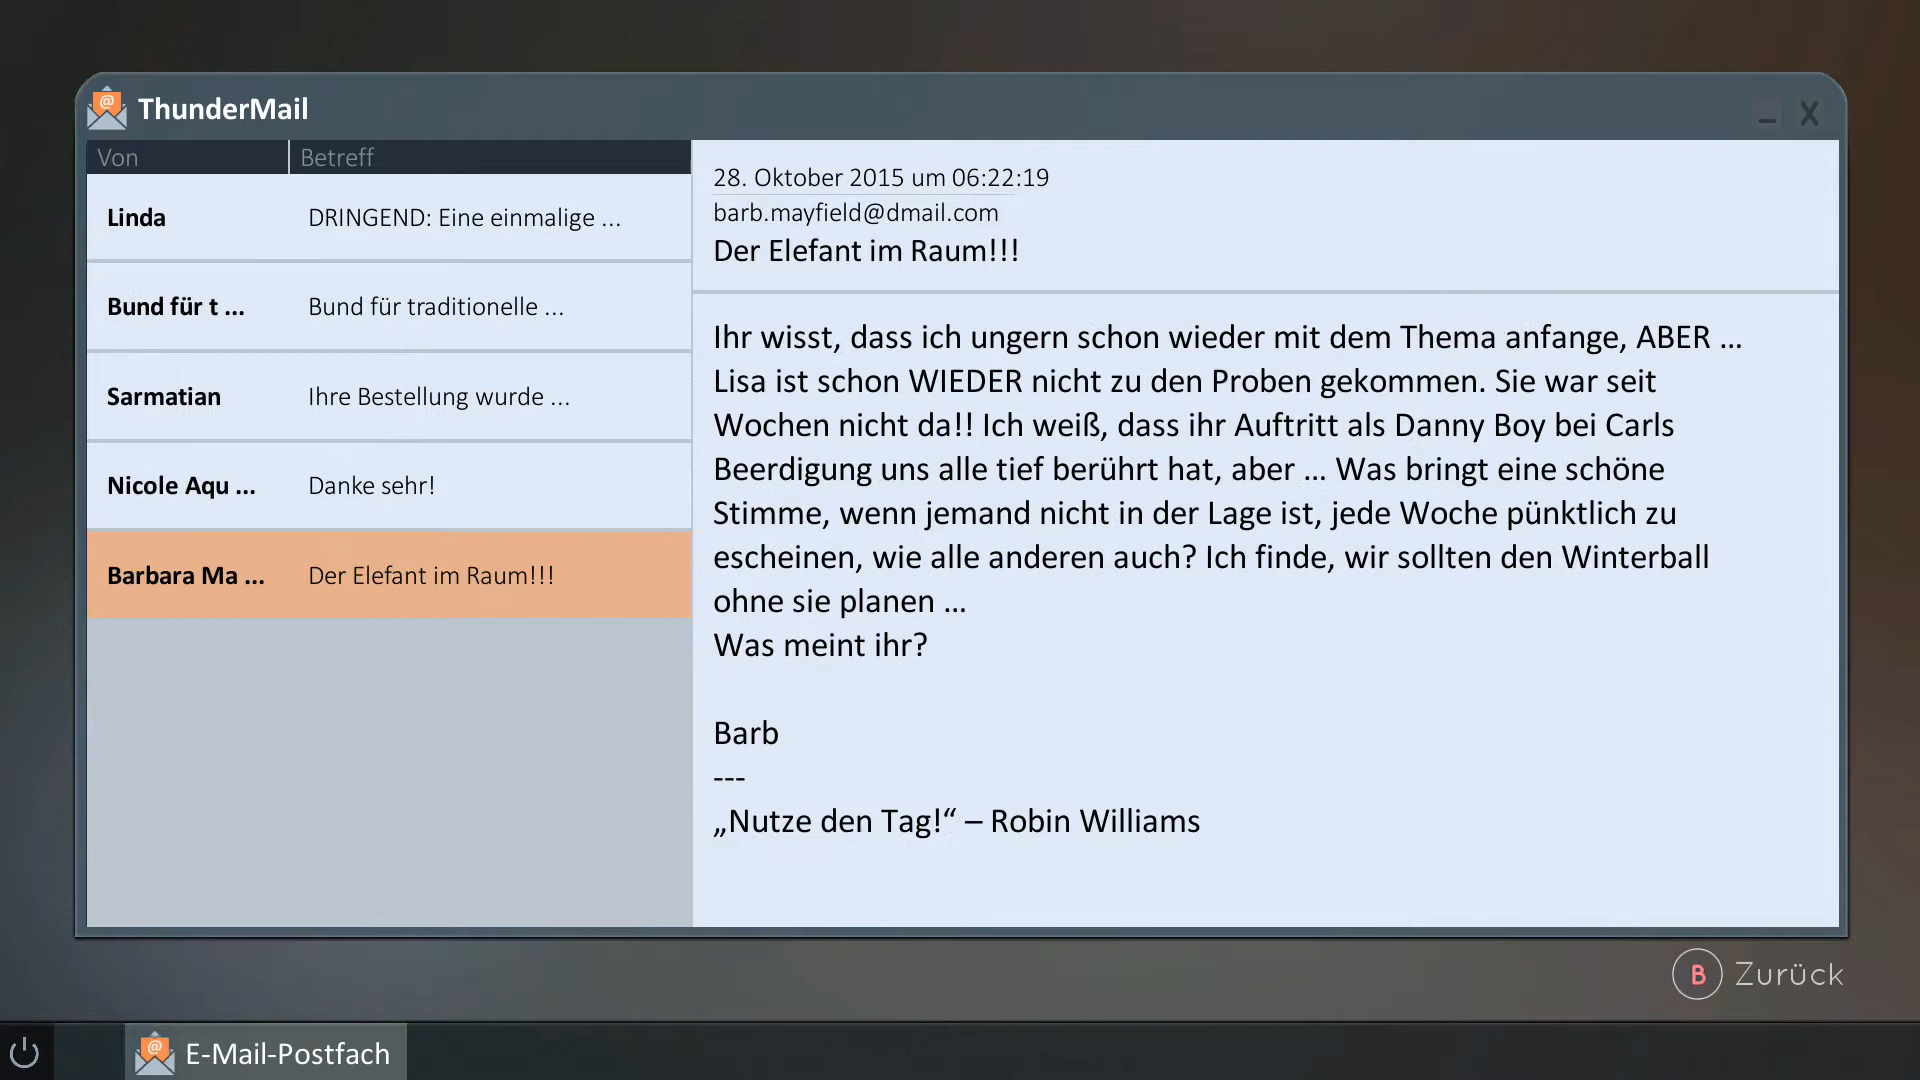 ThunderMail
Von Betreff
Linda DRINGEND: Eine einmalige ...
Bund für t ... Bund für traditionelle ...
Sarmatian Ihre Bestellung wurde ...
Nicole Aqu ... Danke sehr!
Barbara Ma ... Der Elefant im Raum!!!
28. Oktober 2015 um 06:22:19
barb.mayfield@dmail.com
Der Elefant im Raum!!!
Ihr wisst, dass ich ungern schon wieder mit dem Thema anfange, ABER ...
Lisa ist schon WIEDER nicht zu den Proben gekommen. Sie war seit
Wochen nicht da!! Ich weiß, dass ihr Auftritt als Danny Boy bei Carls
Beerdigung uns alle tief berührt hat, aber ... Was bringt eine schöne
Stimme, wenn jemand nicht in der Lage ist, jede Woche pünktlich zu
escheinen, wie alle anderen auch? Ich finde, wir sollten den Winterball
ohne sie planen ...
Was meint ihr?
Barb
---
„Nutze den Tag!“ – Robin Williams
B Zurück
E-Mail-Postfach